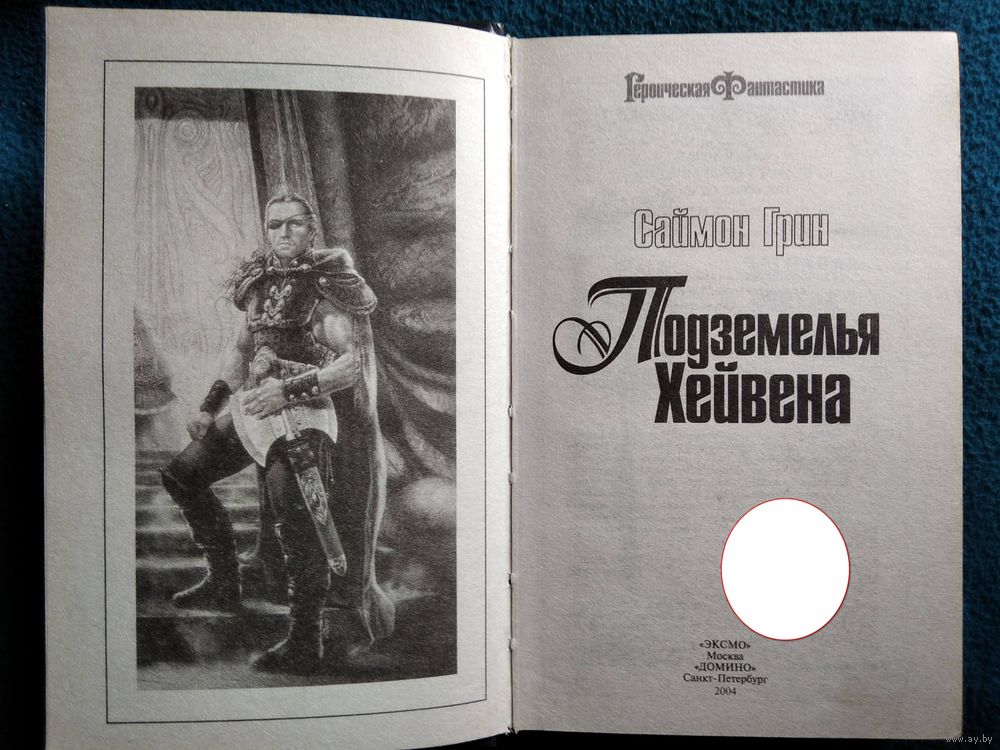 Героическая Фантастика
Саймон Грин
Подземелья
Хейвена
«ЭКСМО»
Москва
«ДОМИНО»
Санкт-Петербург
2004
www.ay.by